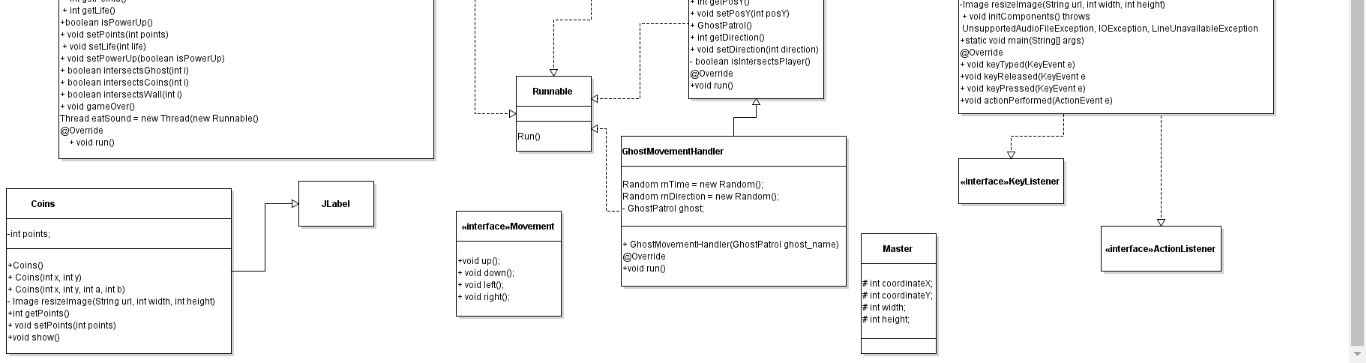 + int getPoints()
+ int getLife()
+boolean isPowerUp()
+ void setPoints(int points)
+ void setLife(int life)
+ void setPowerUp(boolean isPowerUp)
+ boolean intersectsGhost(int i)
+ boolean intersectsCoins(int i)
+ boolean intersectsWall(int i)
+ void gameOver()
Thread eatSound = new Thread(new Runnable()
@Override
+ void run()
Runnable
Run()
+ int getPosY()
+ void setPosY(int posY)
+ GhostPatrol()
+ int getDirection()
+ void setDirection(int direction)
- boolean isIntersectsPlayer()
@Override
+void run()
-Image resizeImage(String url, int width, int height)
+ void initComponents() throws
UnsupportedAudioFileException, IOException, LineUnavailableException
+static void main(String[] args)
@Override
+ void keyTyped(KeyEvent e)
+void keyReleased(KeyEvent e
+ void keyPressed(KeyEvent e)
+void actionPerformed(ActionEvent e)
GhostMovementHandler
Random rnTime = new Random();
Random rnDirection = new Random();
- GhostPatrol ghost;
+ GhostMovementHandler(GhostPatrol ghost_name)
@Override
+void run()
«interface»KeyListener
«interface»ActionListener
Coins
-int points;
+Coins()
+ Coins(int x, int y)
+ Coins(int x, int y, int a, int b)
- Image resizeImage(String url, int width, int height)
+int getPoints()
+ void setPoints(int points)
+void show()
JLabel
«interface»Movement
+void up();
+ void down();
+ void left();
+ void right();
Master
# int coordinateX;
# int coordinateY;
# int width;
# int height;